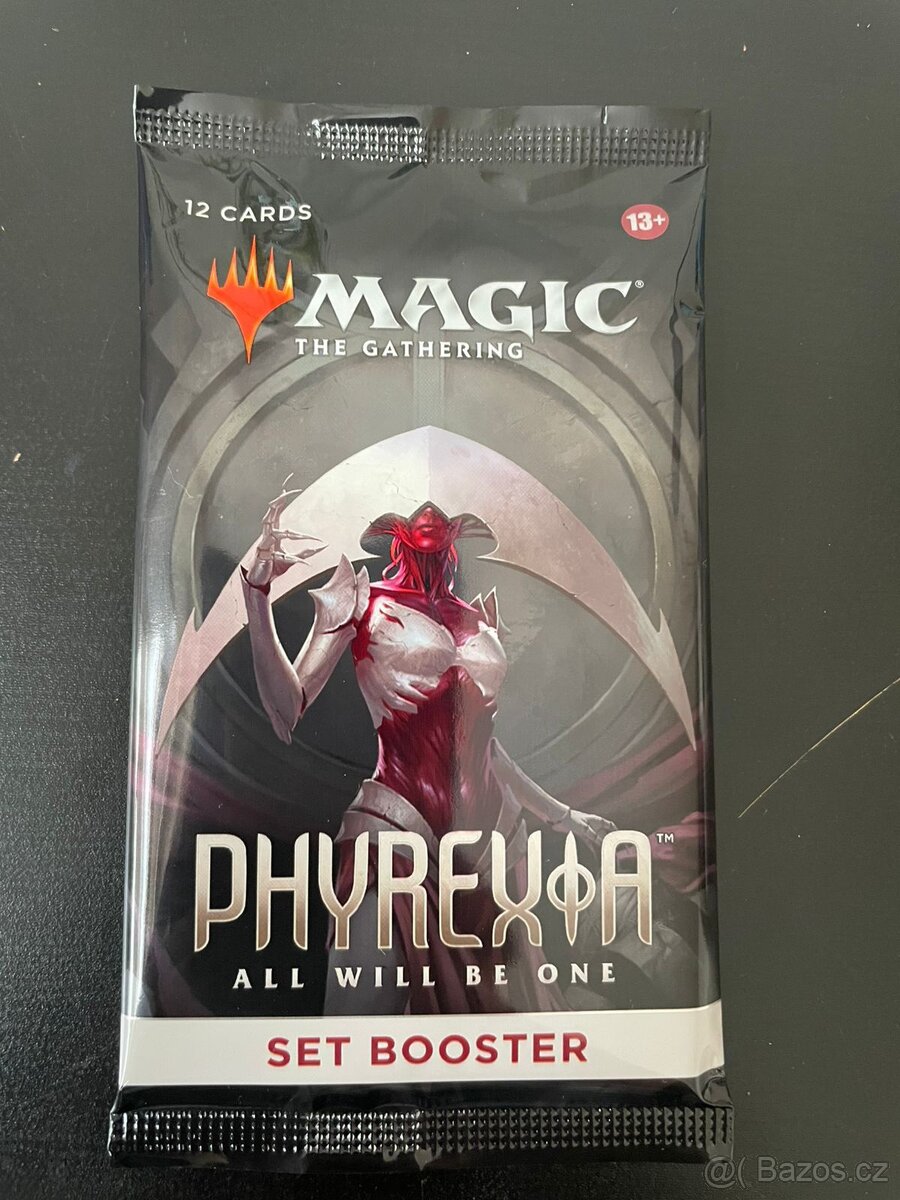 12 CARDS
13+
MAGIC®
THE GATHERING
PHYREXIA™
ALL WILL BE ONE
SET BOOSTER
@( Bazos.cz